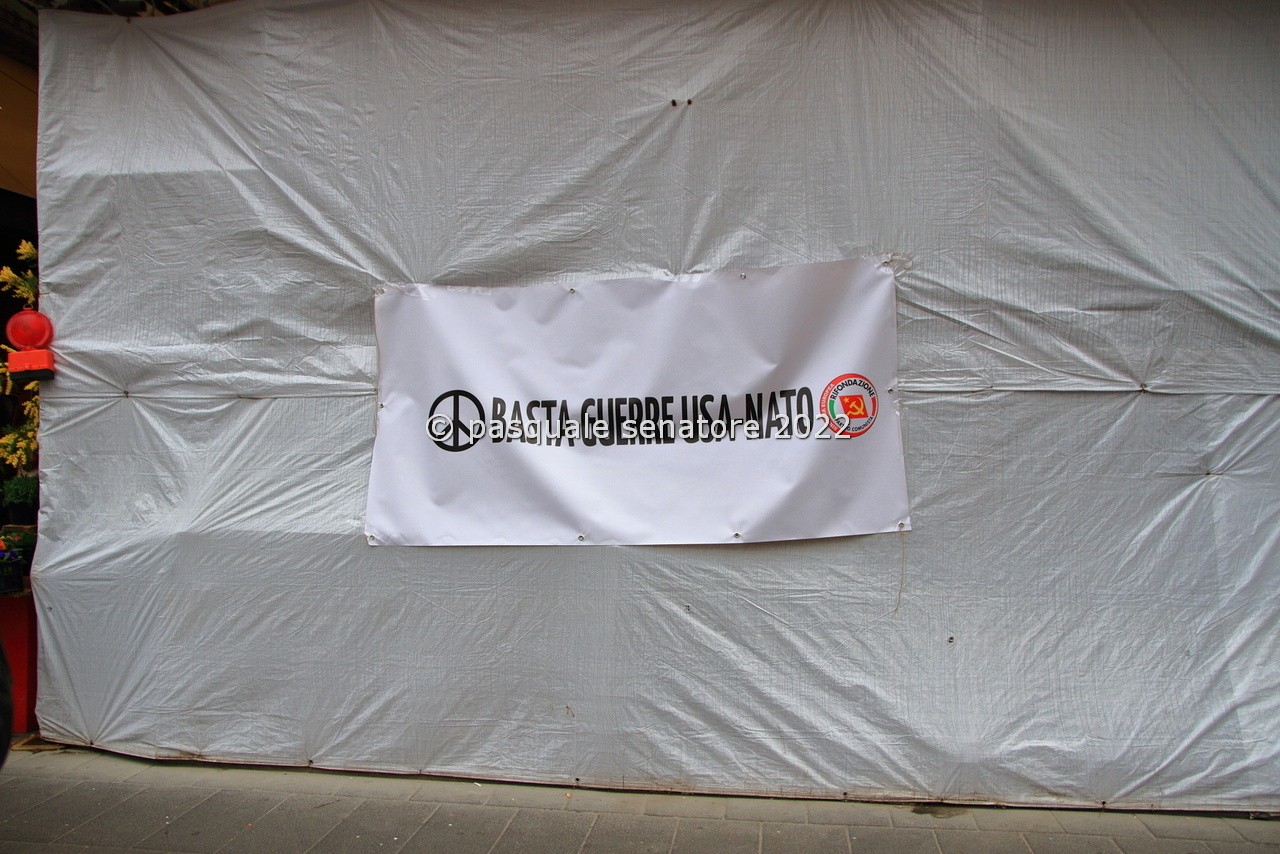 BASTA GUERRE USA NATO
RIFONDAZIONE
© pasquale senatore 2022